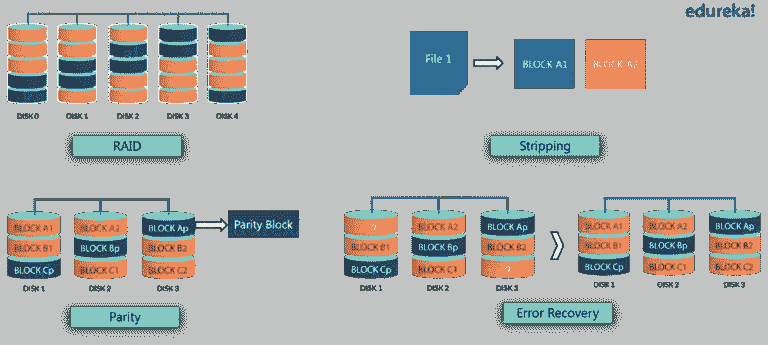 edureka!
DISK 0
DISK 1
DISK 2
DISK 3
DISK 4
RAID
File 1
BLOCK A1
BLOCK A2
Stripping
BLOCK A1
BLOCK B1
BLOCK Cp
DISK 1
BLOCK A2
BLOCK Bp
BLOCK C1
DISK 2
BLOCK Ap
BLOCK B2
BLOCK C2
DISK 3
Parity Block
Parity
?
BLOCK B1
BLOCK Cp
DISK 1
BLOCK A2
BLOCK Bp
BLOCK C1
DISK 2
BLOCK Ap
BLOCK B2
?
DISK 3
BLOCK A1
BLOCK B1
BLOCK Cp
DISK 1
BLOCK A2
BLOCK Bp
BLOCK C1
DISK 2
BLOCK Ap
BLOCK B2
BLOCK C2
DISK 3
Error Recovery